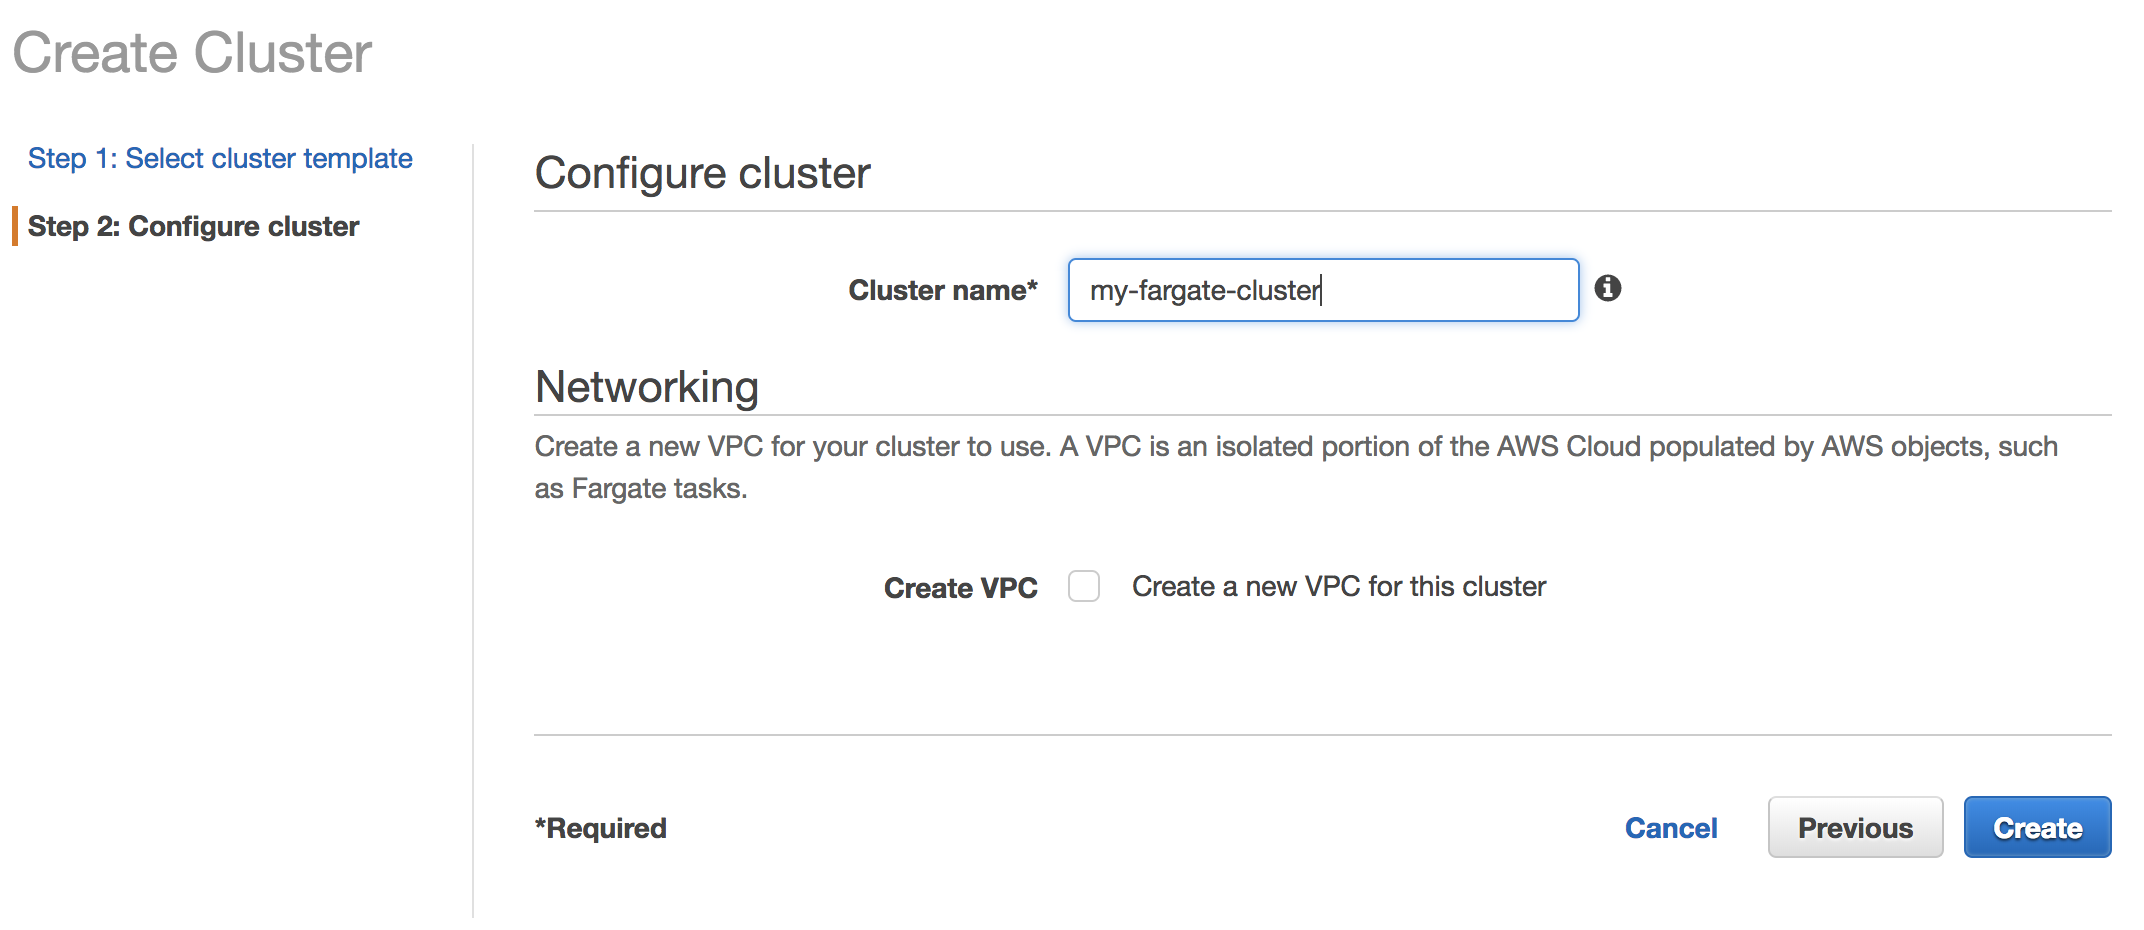 Create Cluster
Step 1: Select cluster template
Step 2: Configure cluster
Configure cluster
Cluster name* my-fargate-cluster
Networking
Create a new VPC for your cluster to use. A VPC is an isolated portion of the AWS Cloud populated by AWS objects, such
as Fargate tasks.
Create VPC Create a new VPC for this cluster
*Required Cancel Previous Create